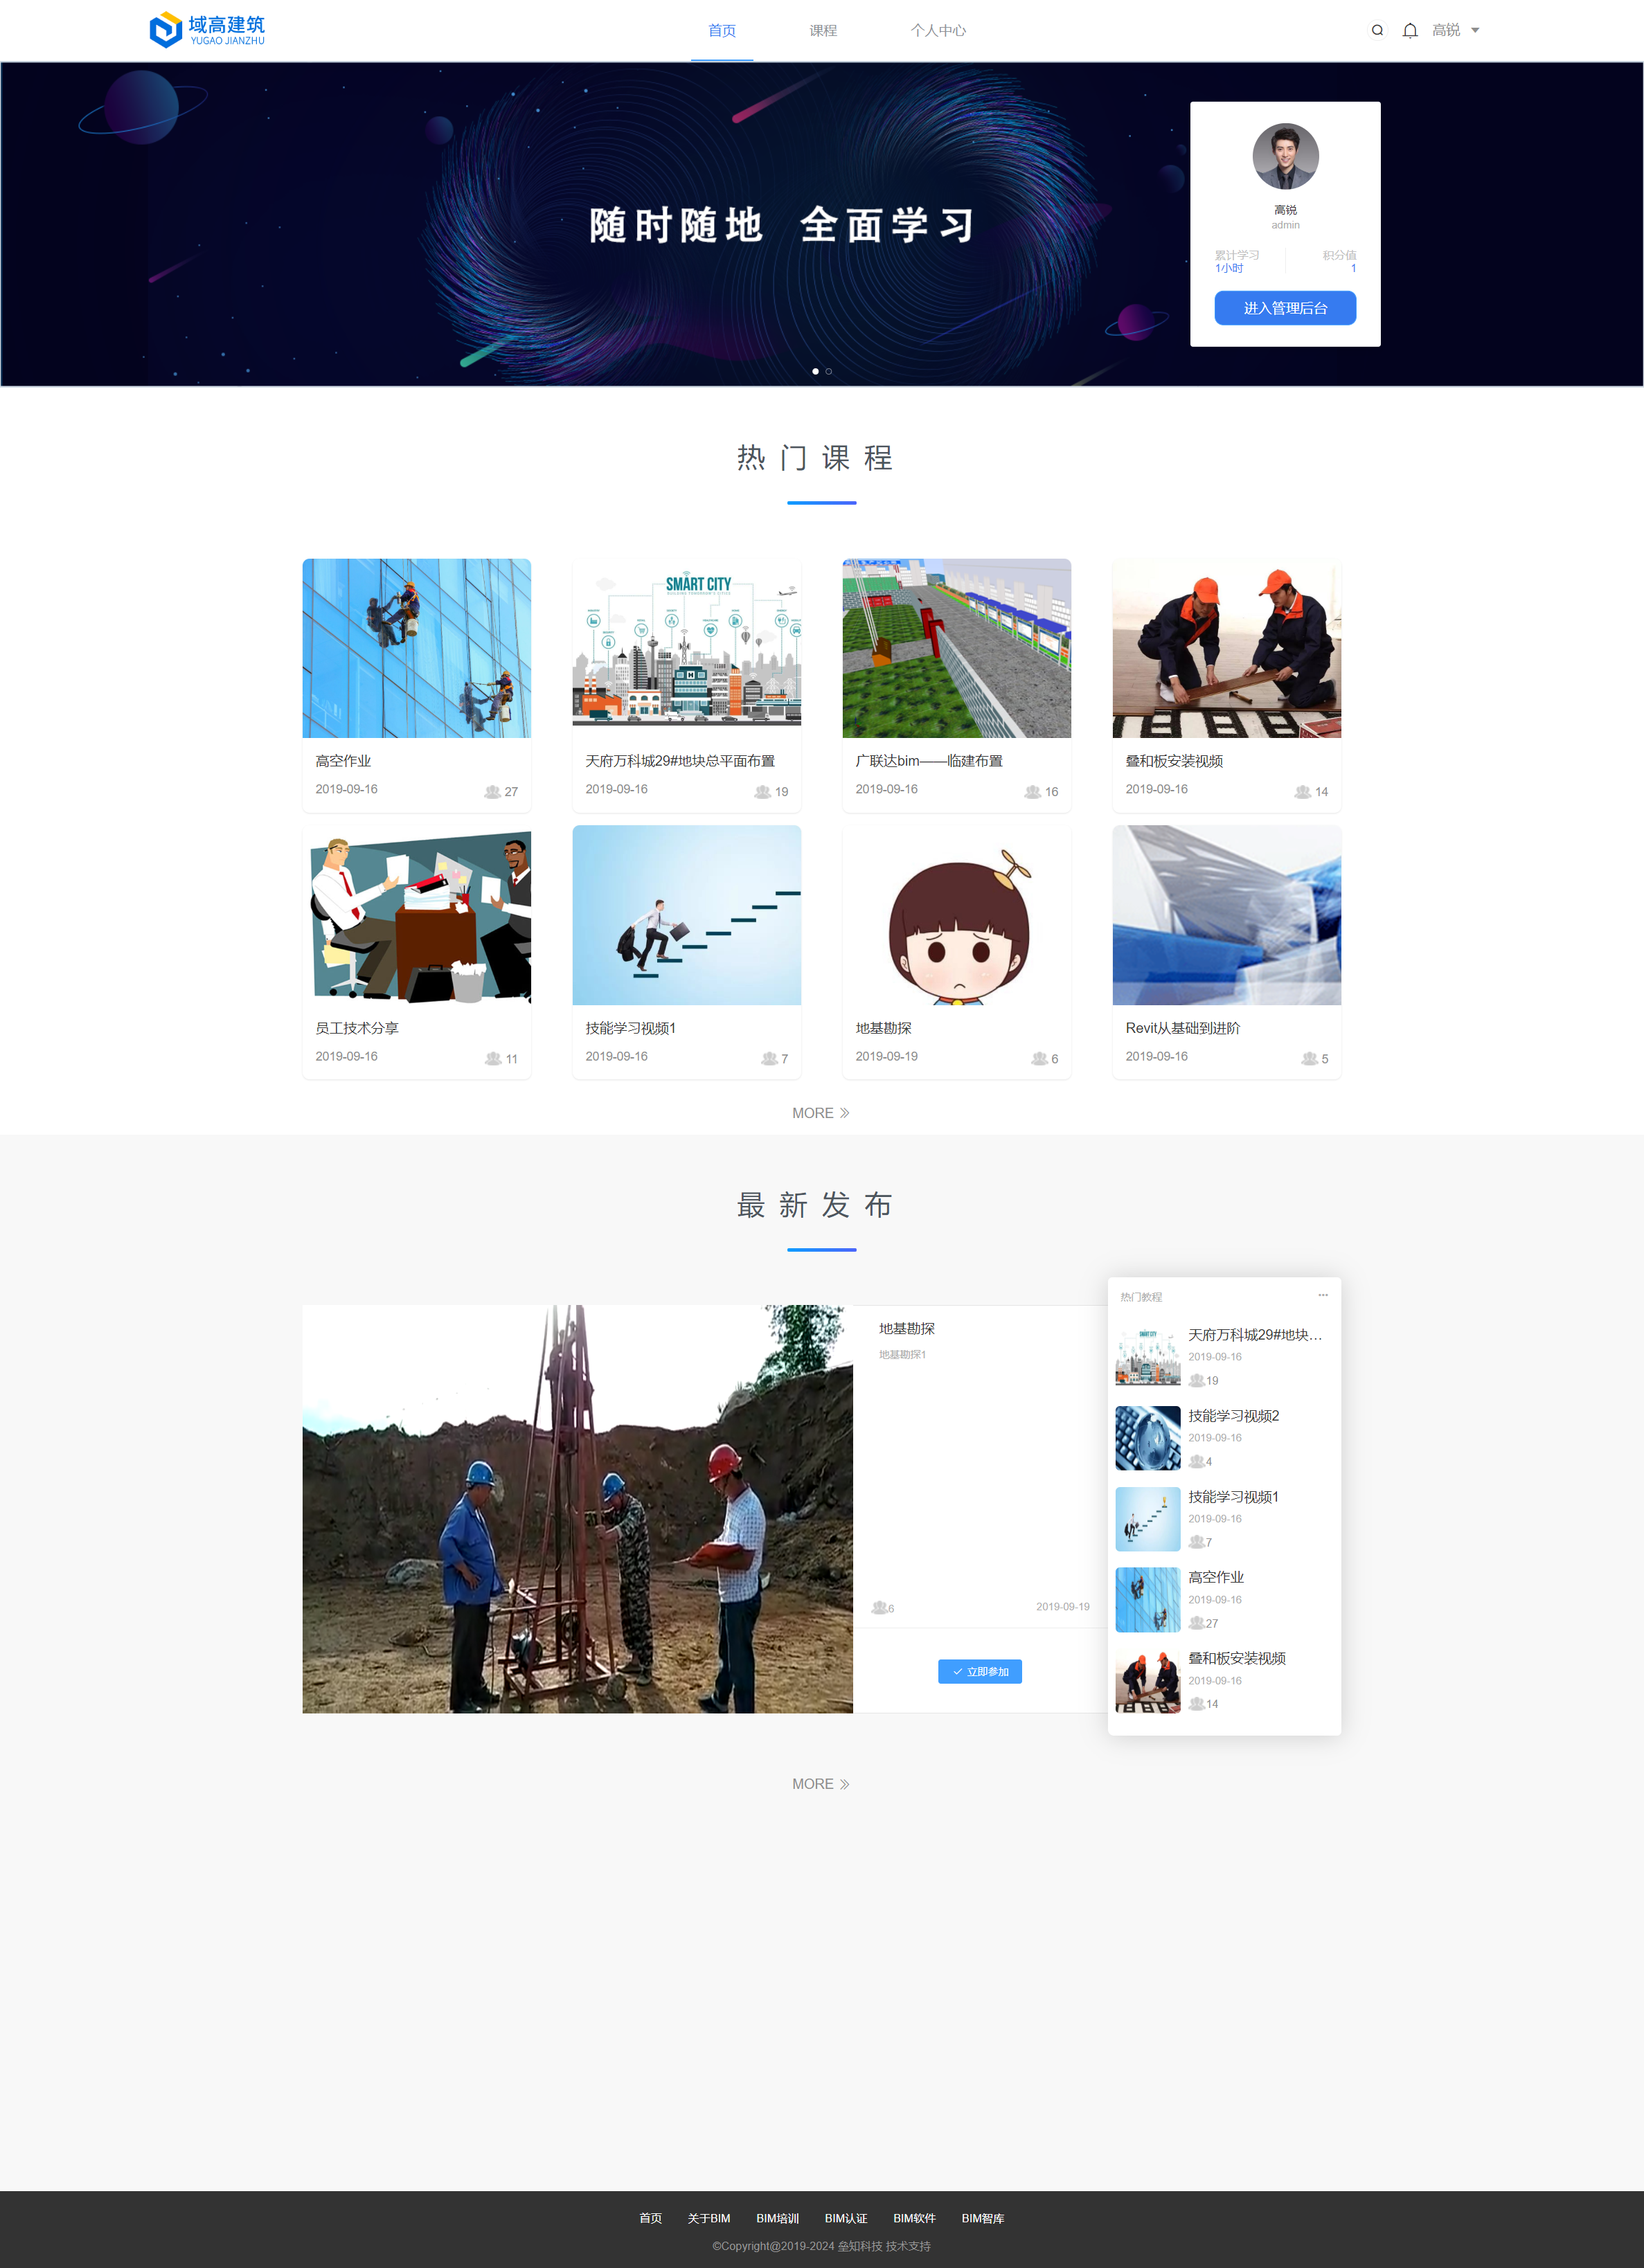 域高建筑
YUGAO JIANZHU
首页 课程 个人中心 高锐
随时随地 全面学习
高锐
admin
累计学习 积分值
1小时 1
进入管理后台
热门课程
SMART CITY
高空作业
2019-09-16 27
天府万科城29#地块总平面布置
2019-09-16 19
广联达bim——临建布置
2019-09-16 16
叠和板安装视频
2019-09-16 14
员工技术分享
2019-09-16 11
技能学习视频1
2019-09-16 7
地基勘探
2019-09-19 6
Revit从基础到进阶
2019-09-16 5
MORE
最新发布
地基勘探
地基勘探1
6 2019-09-19
立即参加
热门教程
SMART CITY
天府万科城29#地块...
2019-09-16
19
技能学习视频2
2019-09-16
4
技能学习视频1
2019-09-16
7
高空作业
2019-09-16
27
叠和板安装视频
2019-09-16
14
MORE
首页 关于BIM BIM培训 BIM认证 BIM软件 BIM智库
©Copyright@2019-2024 垒知科技 技术支持